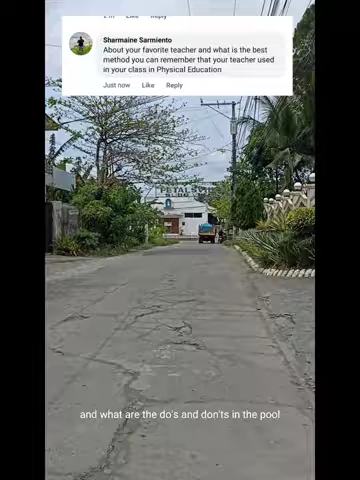 Like
Reply
Sharmaine Sarmiento
About your favorite teacher and what is the best
method you can remember that your teacher used
in your class in Physical Education
Just now Like Reply
and what are the do's and don'ts in the pool